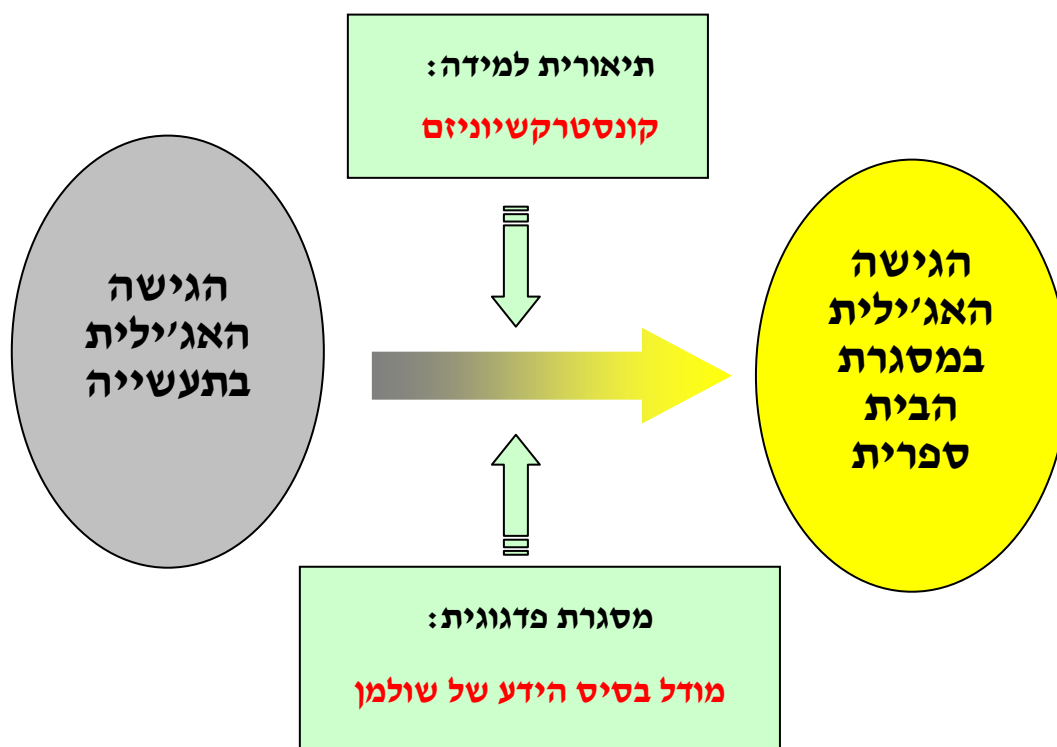 תיאורית למידה:
קונסטרקשיוניזם
הגישה
האג'ילית
בתעשייה
הגישה
האג'ילית
במסגרת
הבית
ספרית
מסגרת פדגוגית:
מודל בסיס הידע של שולמן